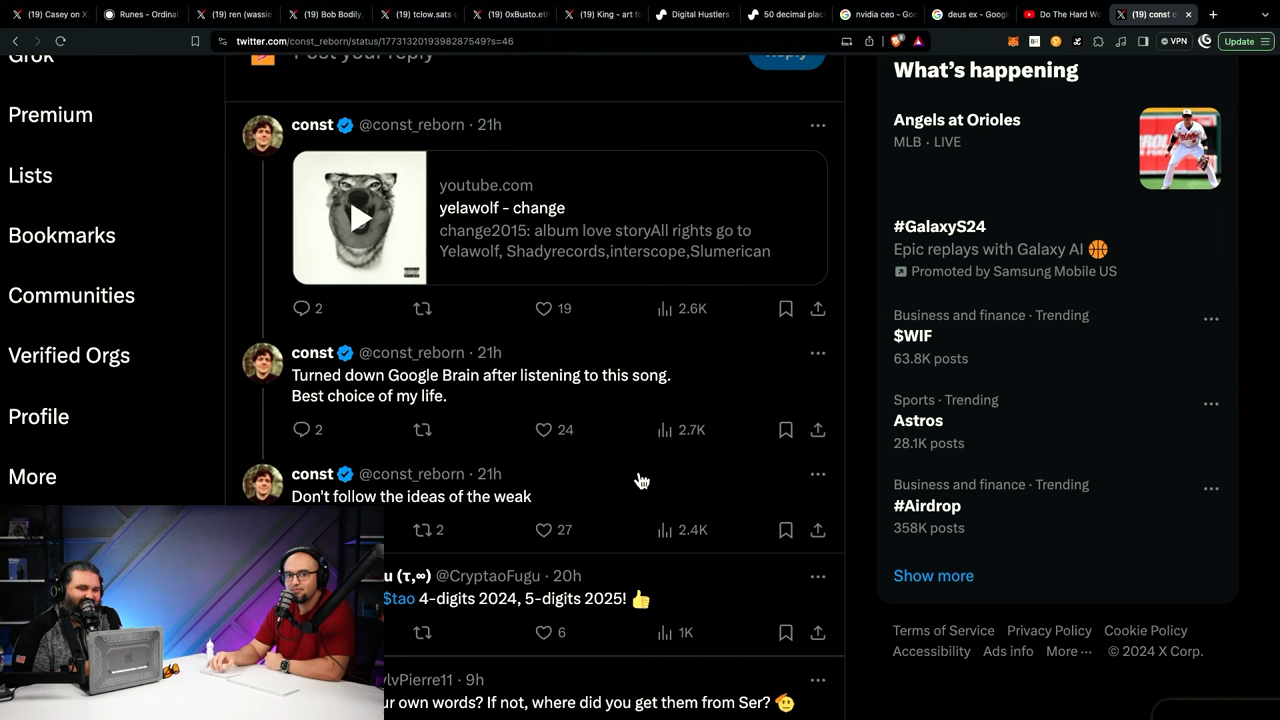 (19) Casey on X
Runes - Ordinal
(19) ren (wassie
(19) Bob Bodily,
(19) tclow.sats o
(19) 0xBusto.eth
(19) King - art fo
Digital Hustlers
50 decimal plac
nvidia ceo - Goo
deus ex - Googl
Do The Hard Wo
(19) const o
twitter.com/const_reborn/status/1773132019398287549?s=46
VPN
Update
Grok
Premium
Lists
Bookmarks
Communities
Verified Orgs
Profile
More
Post your reply
Reply
const @const_reborn · 21h
youtube.com
yelawolf - change
change2015: album love storyAll rights go to
Yelawolf, Shadyrecords,interscope,Slumerican
2 19 2.6K
const @const_reborn · 21h
Turned down Google Brain after listening to this song.
Best choice of my life.
2 24 2.7K
const @const_reborn · 21h
Don't follow the ideas of the weak
2 27 2.4K
u (τ,∞) @CryptaoFugu · 20h
$tao 4-digits 2024, 5-digits 2025! 👍
6 1K
ylvPierre11 · 9h
ur own words? If not, where did you get them from Ser? 🫡
What's happening
Angels at Orioles
MLB · LIVE
#GalaxyS24
Epic replays with Galaxy AI 🏀
Promoted by Samsung Mobile US
Business and finance · Trending
$WIF
63.8K posts
Sports · Trending
Astros
28.1K posts
Business and finance · Trending
#Airdrop
358K posts
Show more
Terms of Service Privacy Policy Cookie Policy
Accessibility Ads info More ··· © 2024 X Corp.